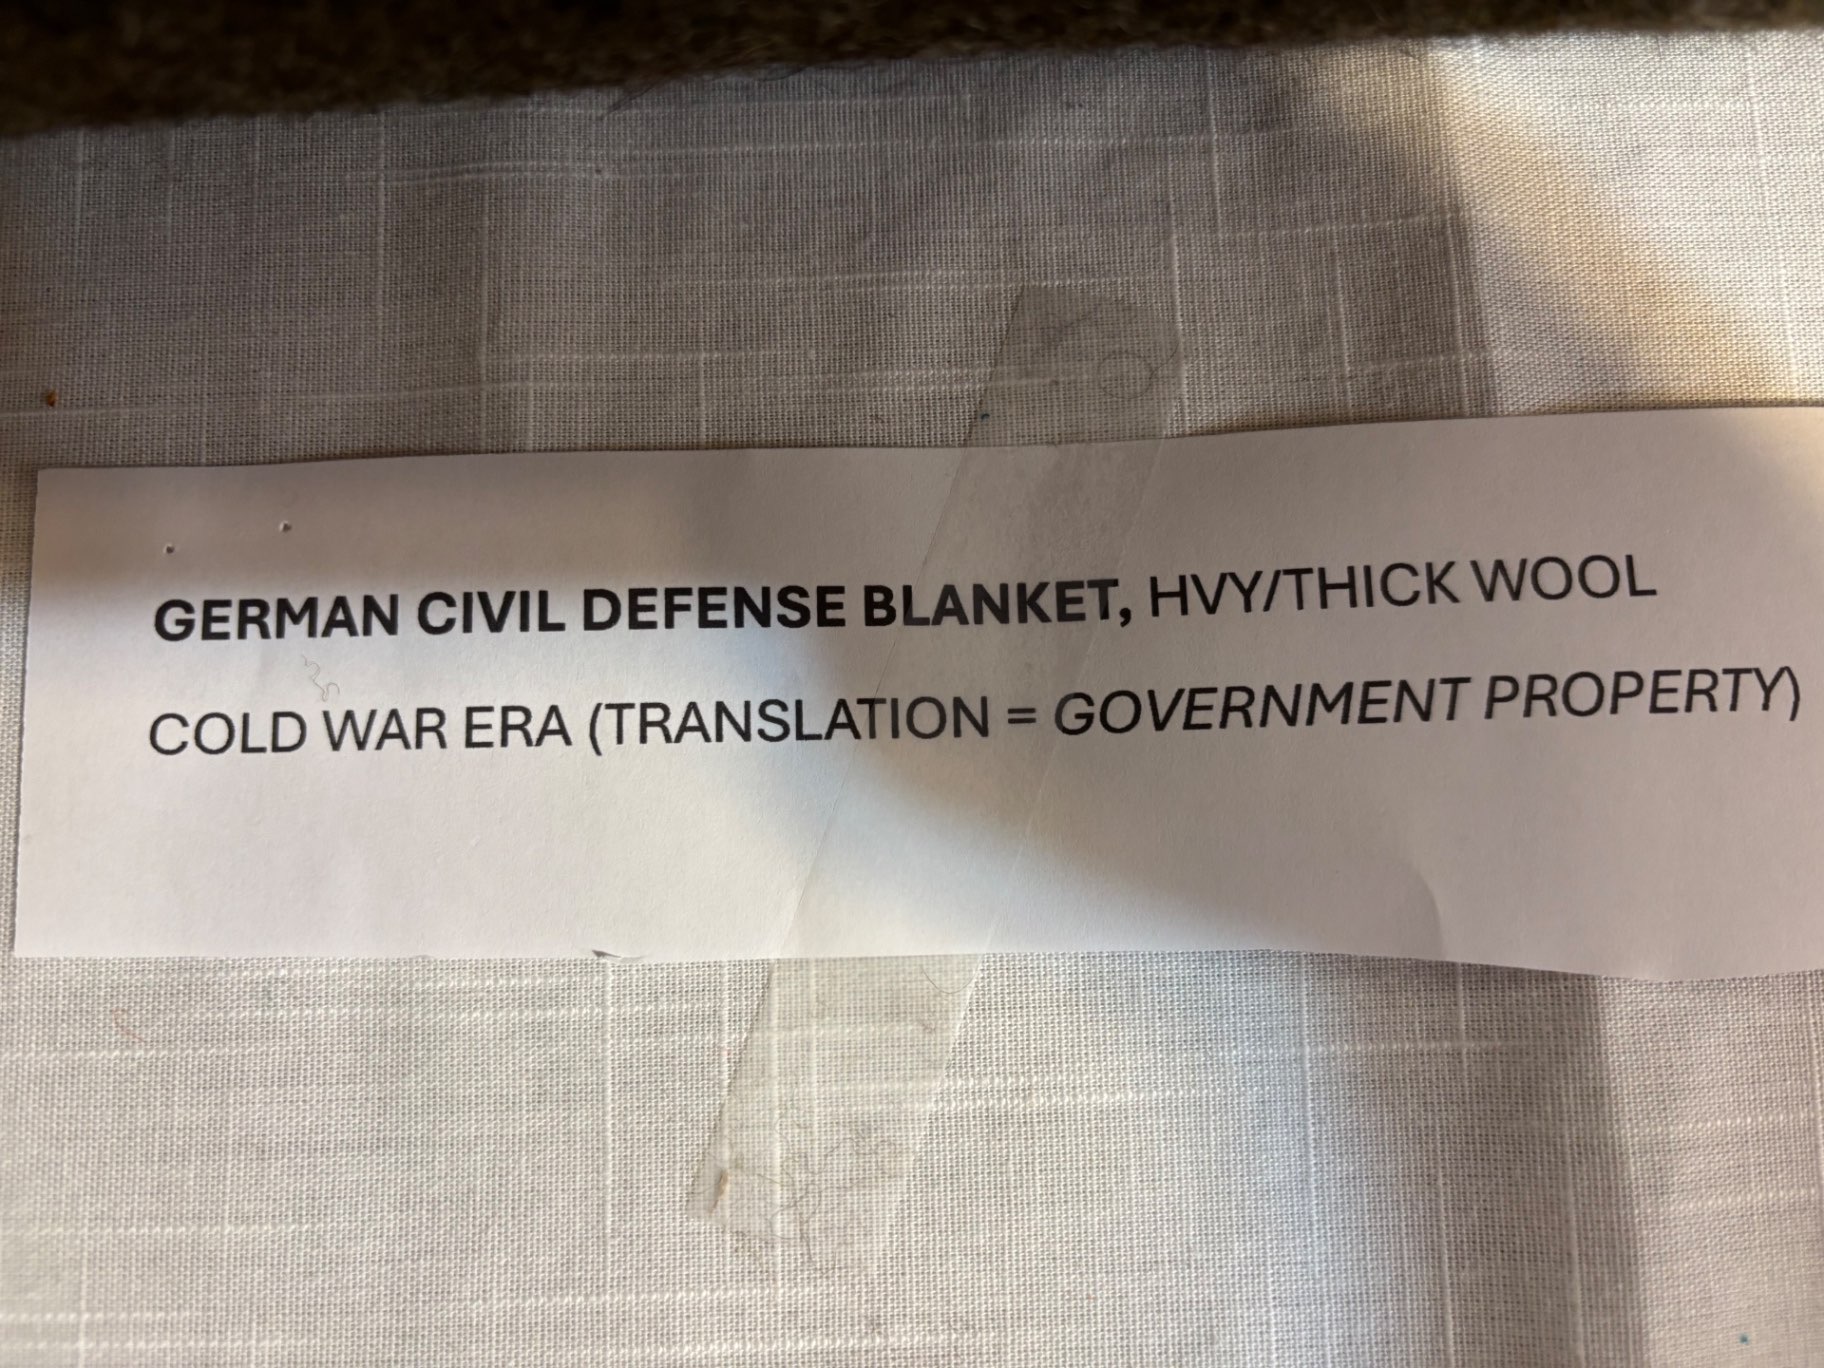 GERMAN CIVIL DEFENSE BLANKET, HVY/THICK WOOL
COLD WAR ERA (TRANSLATION = GOVERNMENT PROPERTY)